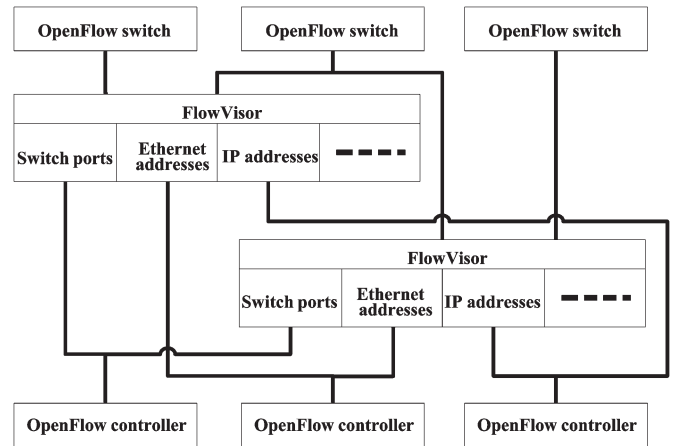 OpenFlow switch
OpenFlow switch
OpenFlow switch
FlowVisor
Switch ports
Ethernet
addresses
IP addresses
FlowVisor
Switch ports
Ethernet
addresses
IP addresses
OpenFlow controller
OpenFlow controller
OpenFlow controller